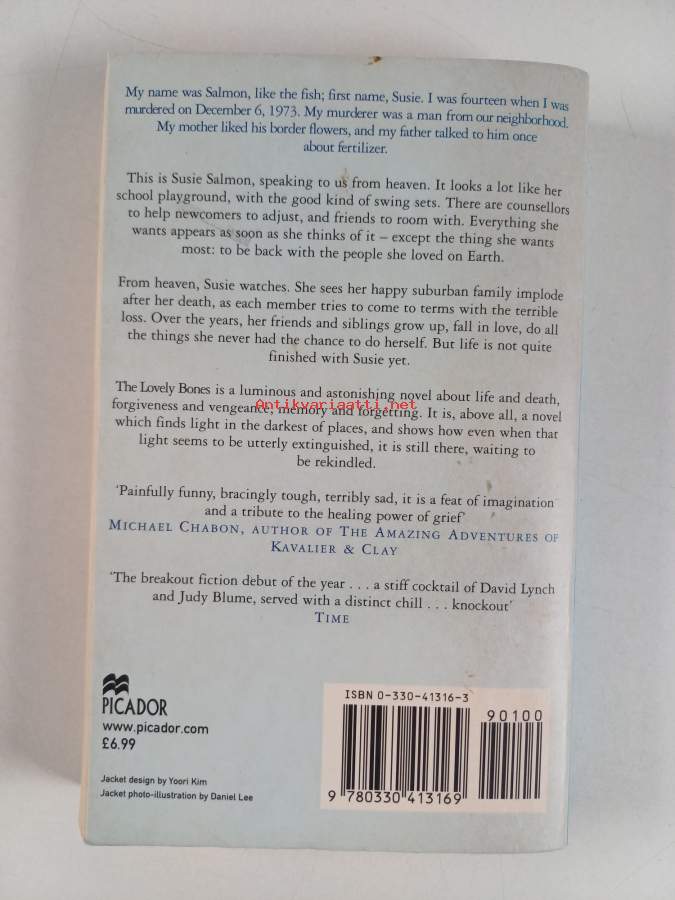 My name was Salmon, like the fish; first name, Susie. I was fourteen when I was
murdered on December 6, 1973. My murderer was a man from our neighborhood.
My mother liked his border flowers, and my father talked to him once
about fertilizer.
This is Susie Salmon, speaking to us from heaven. It looks a lot like her
school playground, with the good kind of swing sets. There are counsellors
to help newcomers to adjust, and friends to room with. Everything she
wants appears as soon as she thinks of it – except the thing she wants
most: to be back with the people she loved on Earth.
From heaven, Susie watches. She sees her happy suburban family implode
after her death, as each member tries to come to terms with the terrible
loss. Over the years, her friends and siblings grow up, fall in love, do all
the things she never had the chance to do herself. But life is not quite
finished with Susie yet.
The Lovely Bones is a luminous and astonishing novel about life and death,
forgiveness and vengeance, memory and forgetting. It is, above all, a novel
Antikvariaatti.net
which finds light in the darkest of places, and shows how even when that
light seems to be utterly extinguished, it is still there, waiting to
be rekindled.
'Painfully funny, bracingly tough, terribly sad, it is a feat of imagination
and a tribute to the healing power of grief'
MICHAEL CHABON, AUTHOR OF THE AMAZING ADVENTURES OF
KAVALIER & CLAY
'The breakout fiction debut of the year . . . a stiff cocktail of David Lynch
and Judy Blume, served with a distinct chill . . . knockout'
TIME
PICADOR
www.picador.com
£6.99
Jacket design by Yoori Kim
Jacket photo-illustration by Daniel Lee
ISBN 0-330-41316-3
90100
9 780330 413169